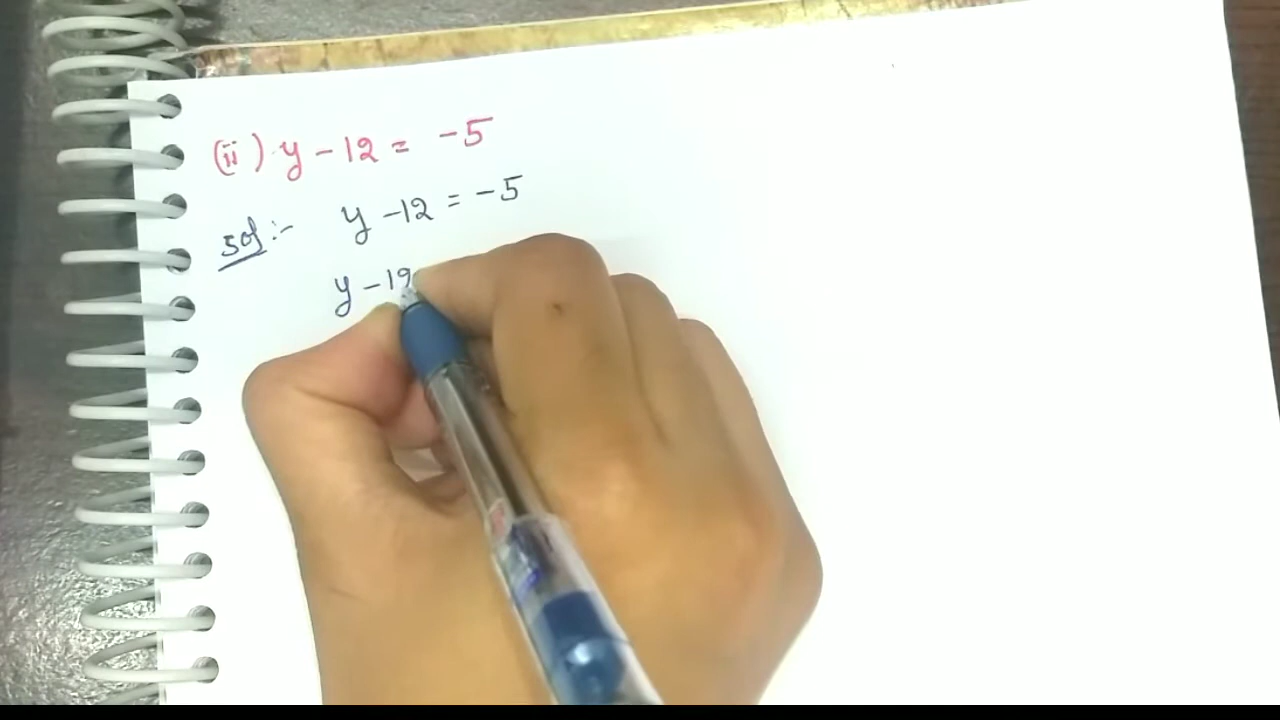 (ii) y - 12 = -5
Sol:- y - 12 = -5
y - 12